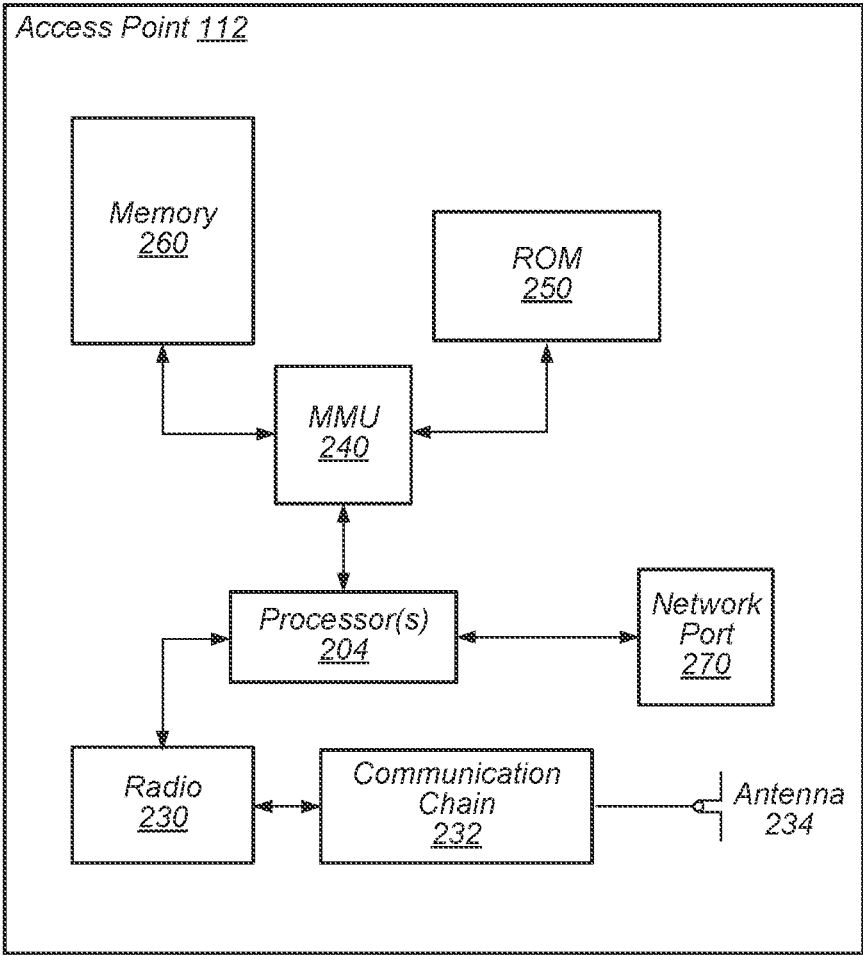 Access Point 112
Memory
260
ROM
250
MMU
240
Processor(s)
204
Network
Port
270
Radio
230
Communication
Chain
232
Antenna
234